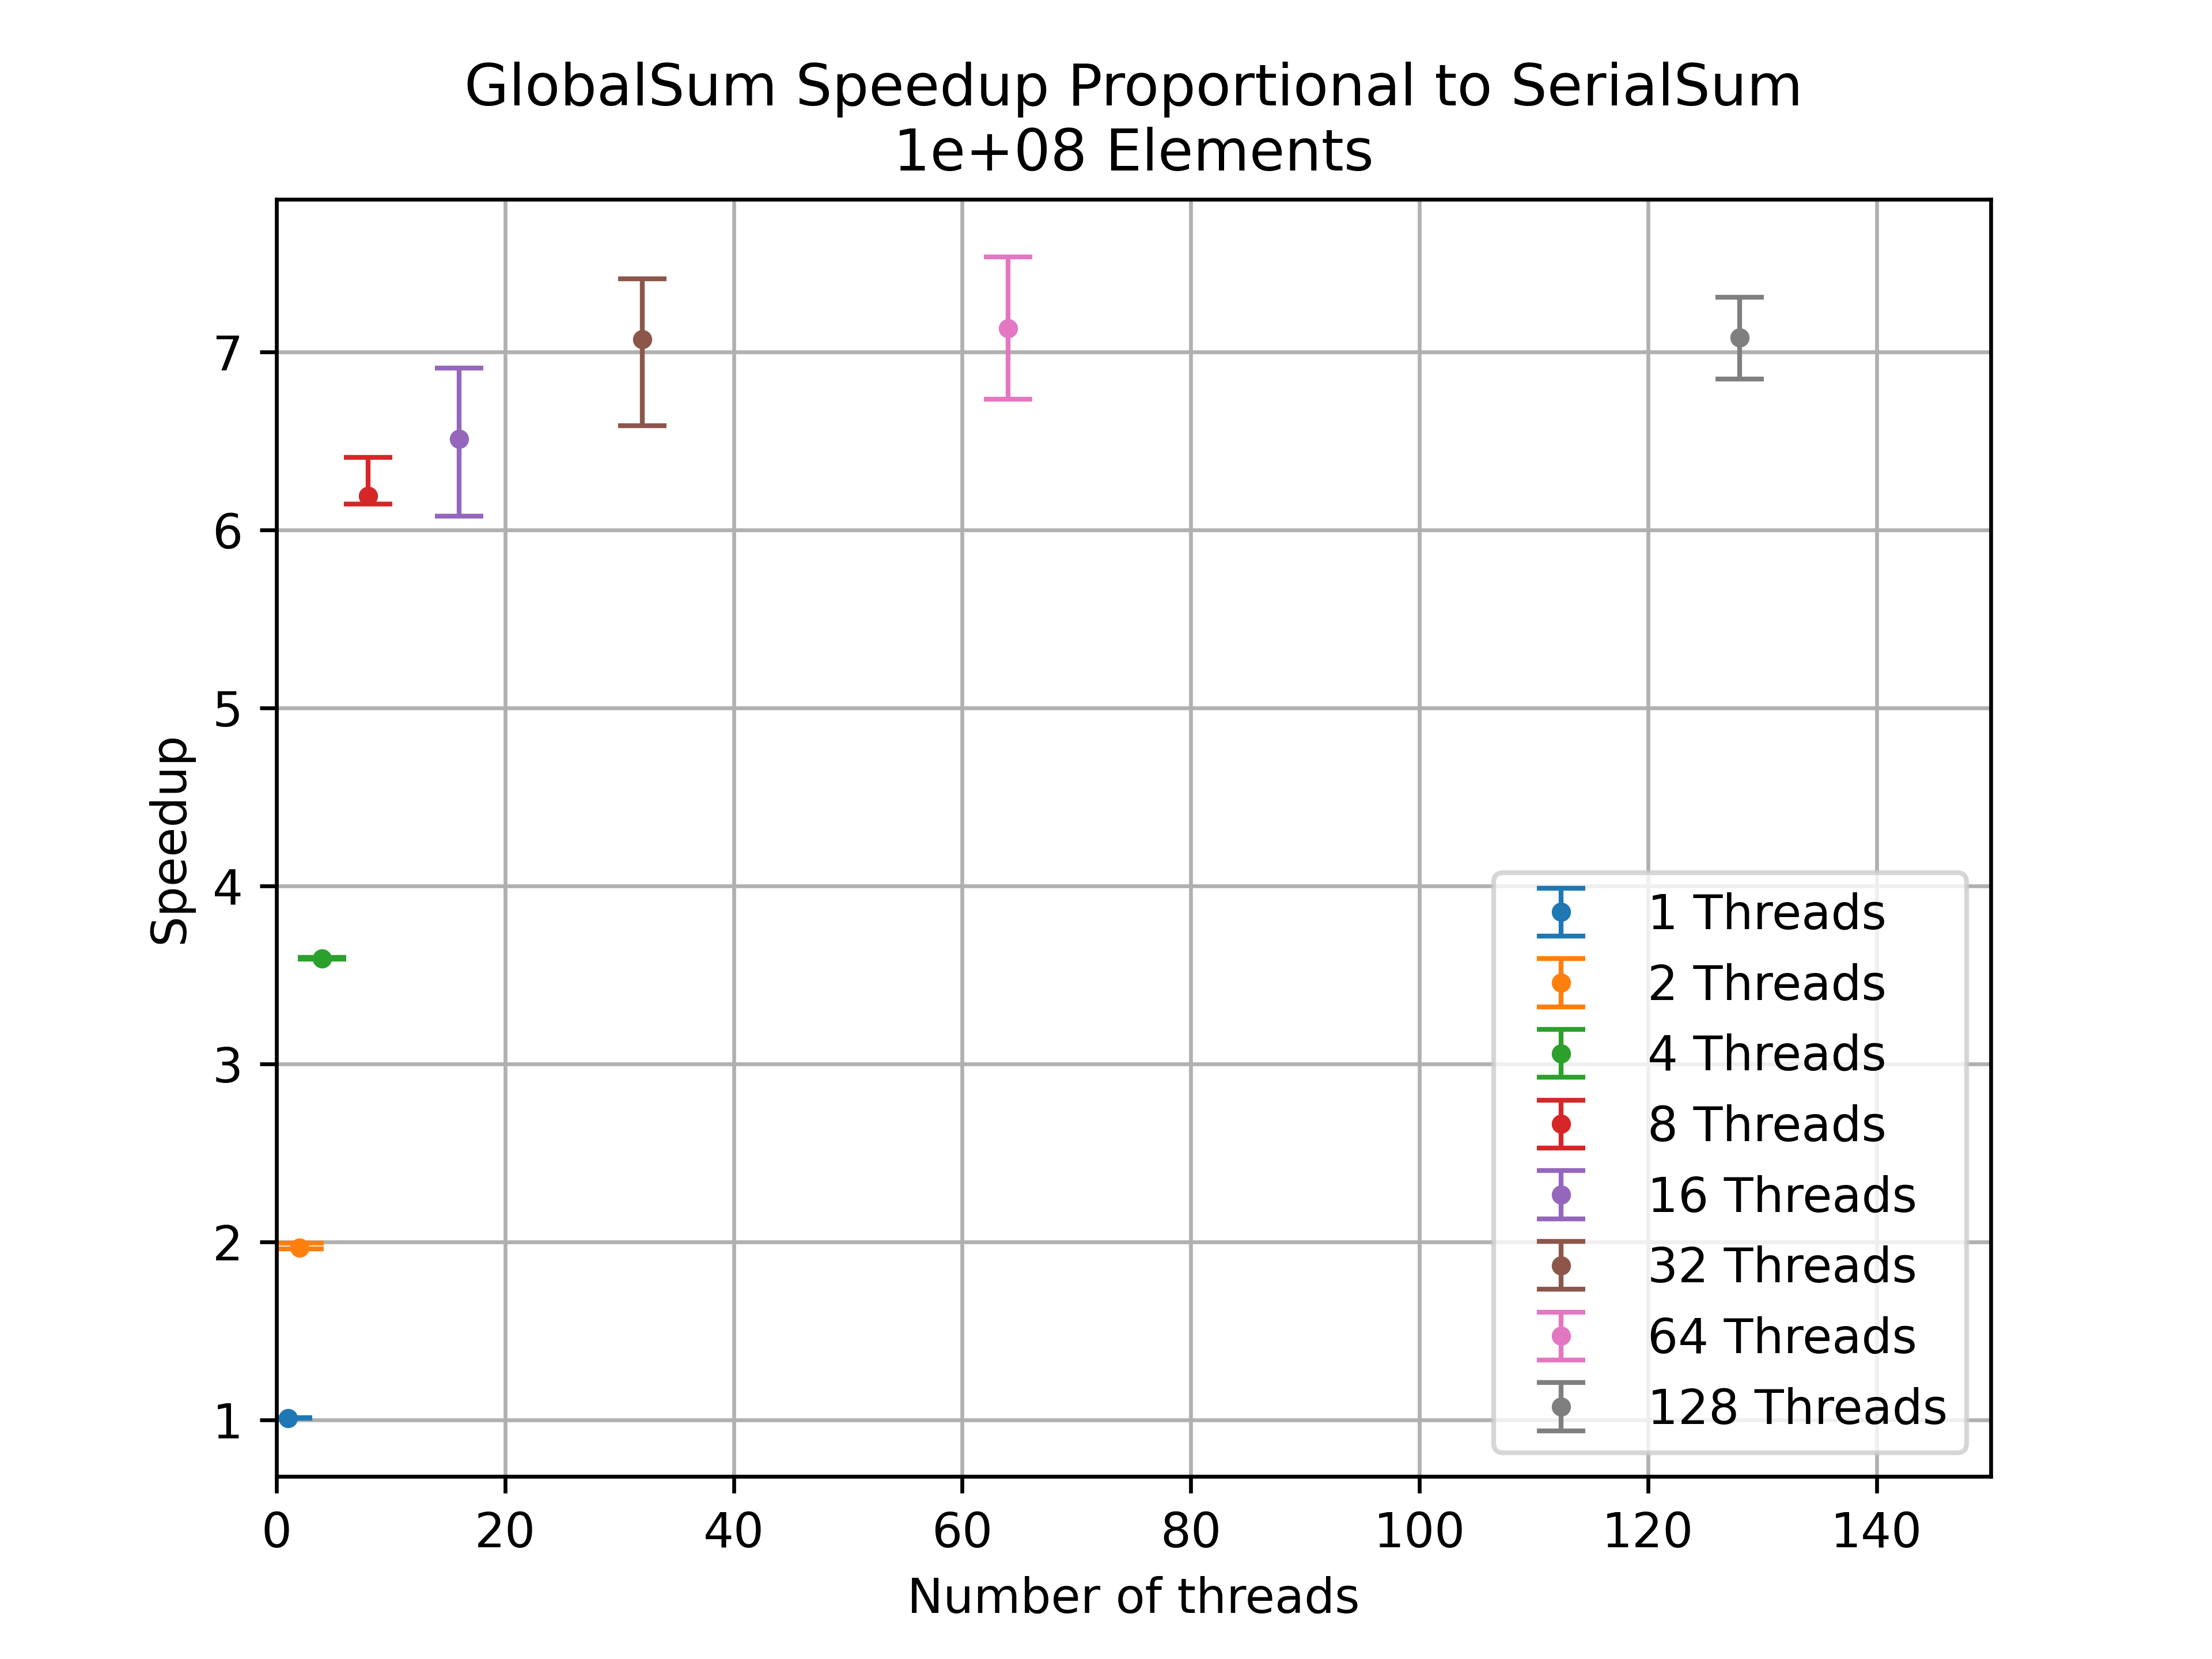 GlobalSum Speedup Proportional to SerialSum
1e+08 Elements
7
6
5
4
3
2
1
Speedup
1 Threads
2 Threads
4 Threads
8 Threads
16 Threads
32 Threads
64 Threads
128 Threads
0 20 40 60 80 100 120 140
Number of threads